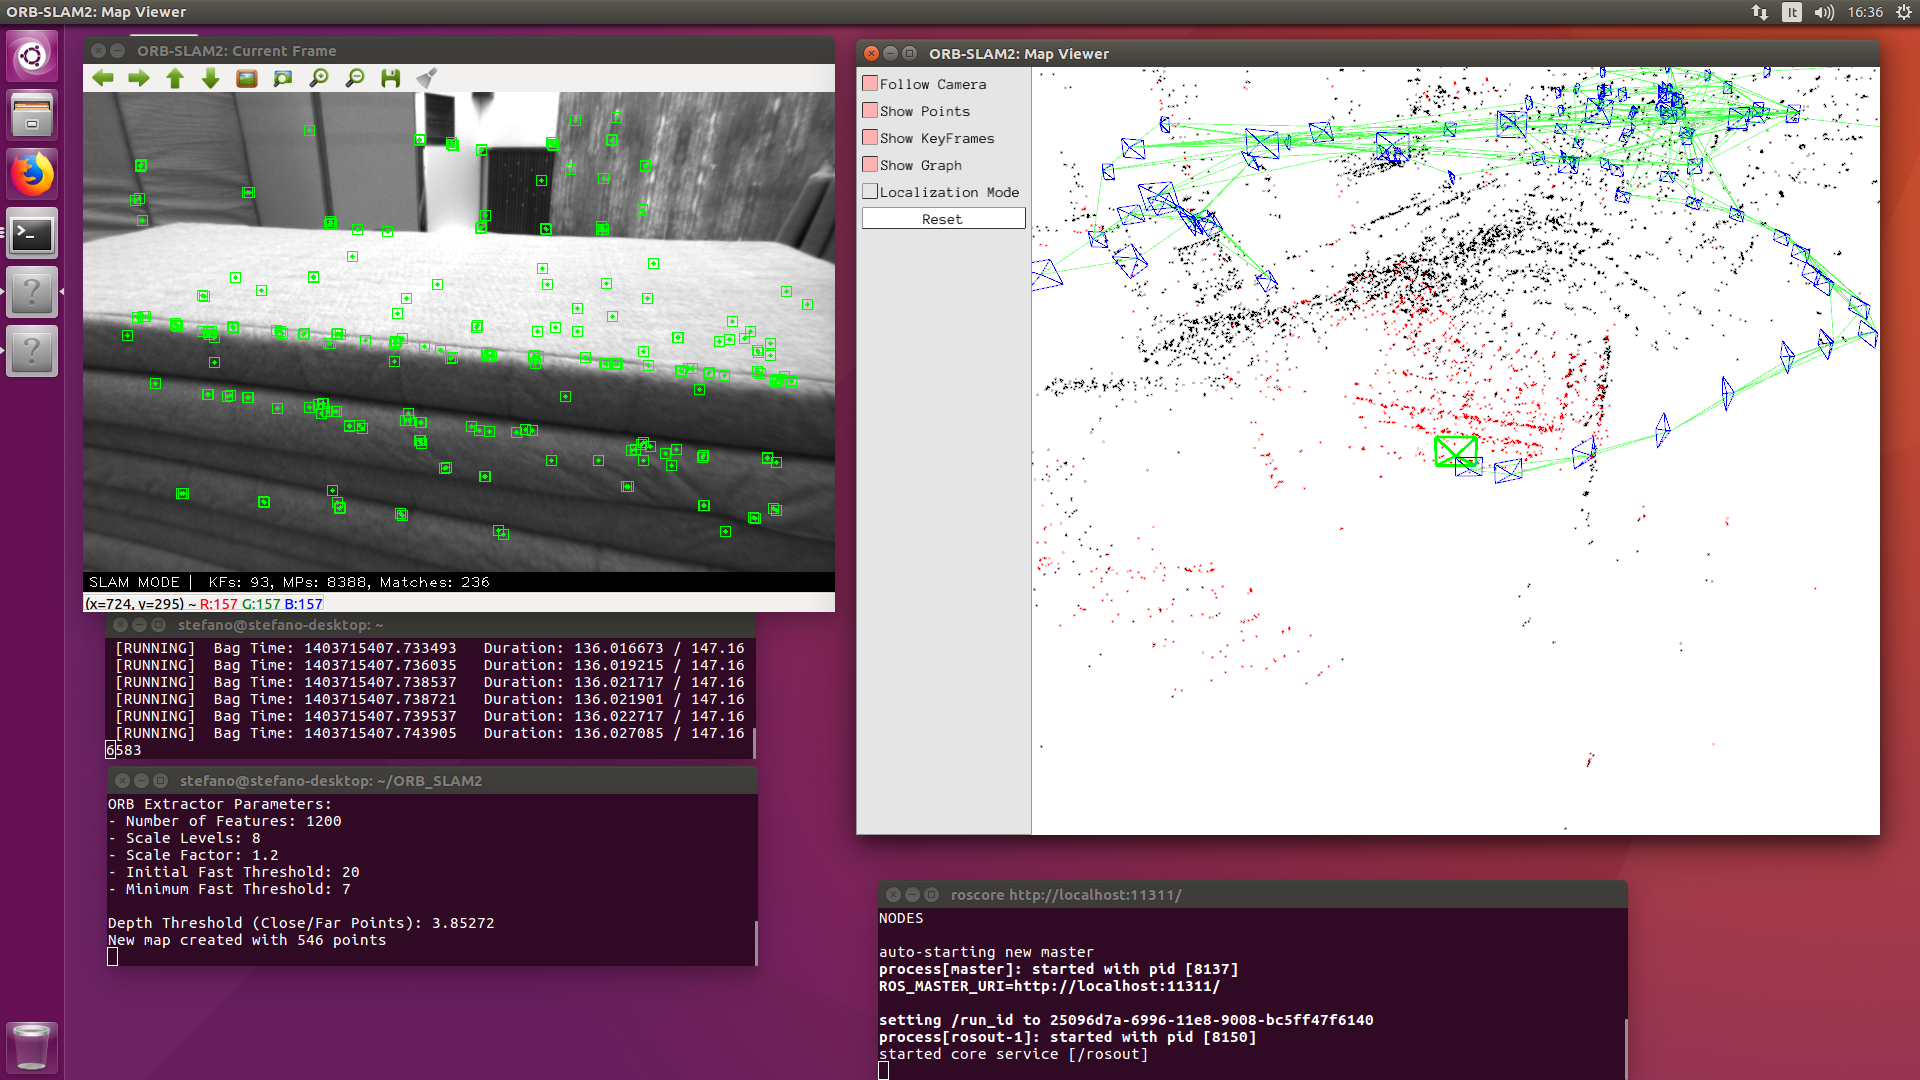 ORB-SLAM2: Map Viewer
It
16:36
ORB-SLAM2: Current Frame
SLAM MODE | KFs: 93, MPs: 8388, Matches: 236
(x=724, y=295) ~ R:157 G:157 B:157
stefano@stefano-desktop: ~
[RUNNING] Bag Time: 1403715407.733493 Duration: 136.016673 / 147.16
[RUNNING] Bag Time: 1403715407.736035 Duration: 136.019215 / 147.16
[RUNNING] Bag Time: 1403715407.738537 Duration: 136.021717 / 147.16
[RUNNING] Bag Time: 1403715407.738721 Duration: 136.021901 / 147.16
[RUNNING] Bag Time: 1403715407.739537 Duration: 136.022717 / 147.16
[RUNNING] Bag Time: 1403715407.743905 Duration: 136.027085 / 147.16
6583
stefano@stefano-desktop: ~/ORB_SLAM2
ORB Extractor Parameters:
- Number of Features: 1200
- Scale Levels: 8
- Scale Factor: 1.2
- Initial Fast Threshold: 20
- Minimum Fast Threshold: 7
Depth Threshold (Close/Far Points): 3.85272
New map created with 546 points
ORB-SLAM2: Map Viewer
Follow Camera
Show Points
Show KeyFrames
Show Graph
Localization Mode
Reset
roscore http://localhost:11311/
NODES
auto-starting new master
process[master]: started with pid [8137]
ROS_MASTER_URI=http://localhost:11311/
setting /run_id to 25096d7a-6996-11e8-9008-bc5ff47f6140
process[rosout-1]: started with pid [8150]
started core service [/rosout]